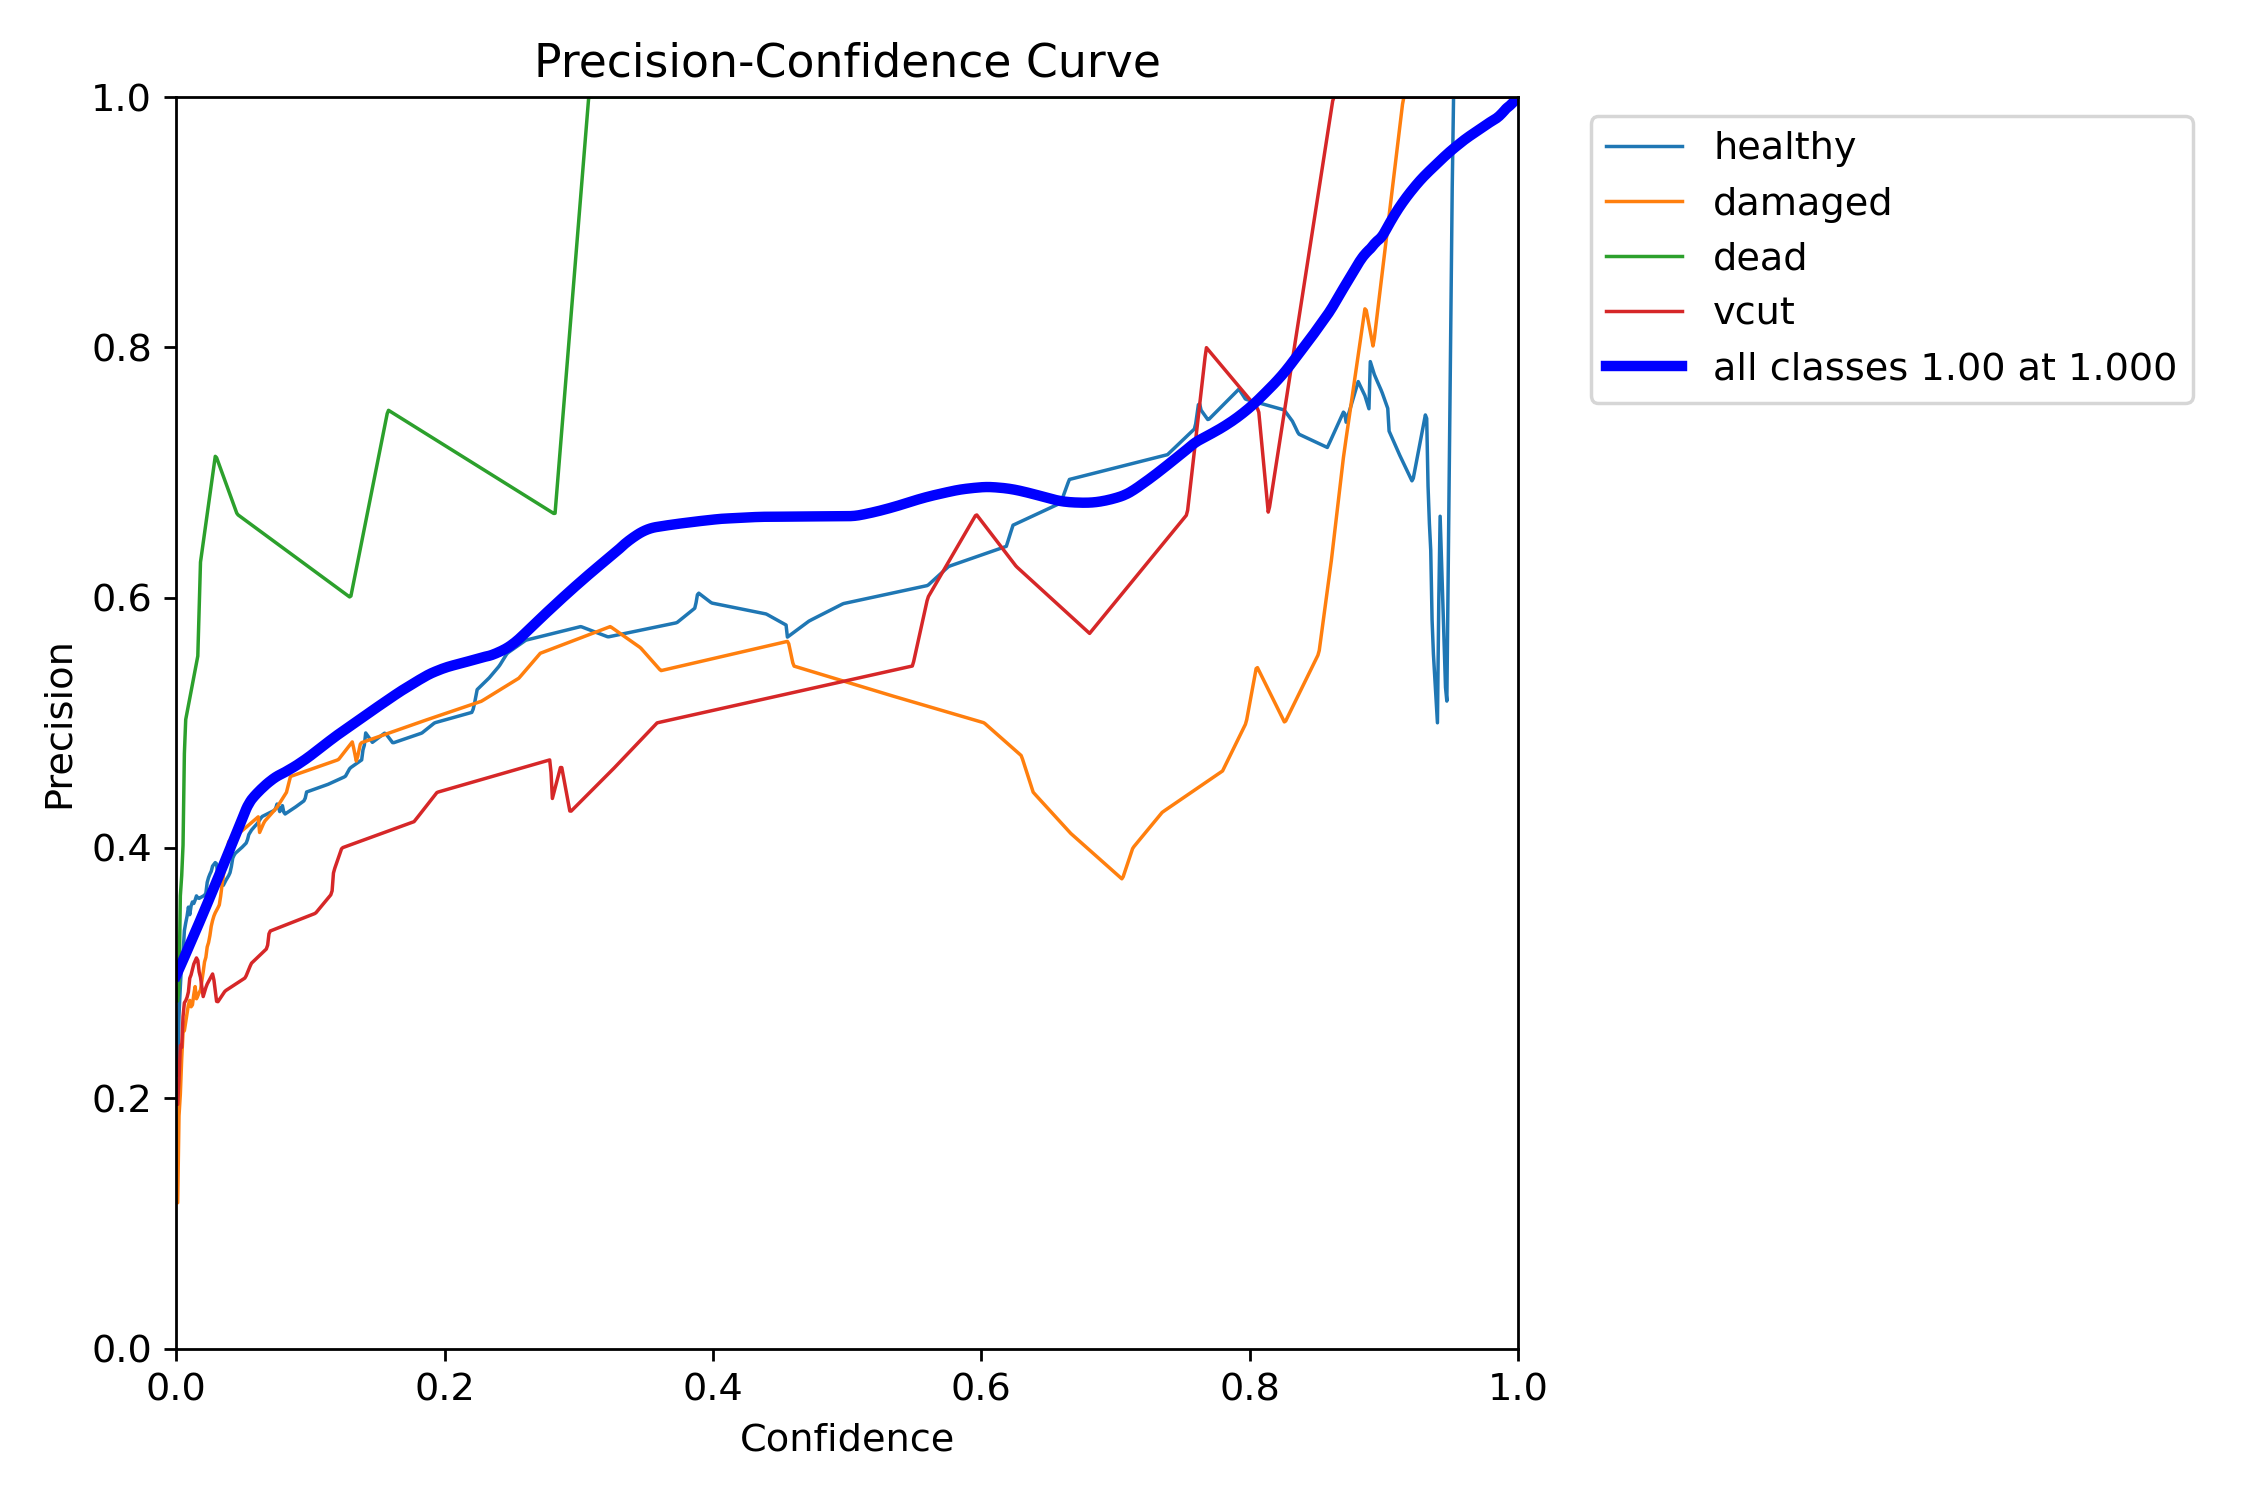 Precision-Confidence Curve
1.0
0.8
0.6
0.4
0.2
0.0
Precision
0.0 0.2 0.4 0.6 0.8 1.0
Confidence
healthy
damaged
dead
vcut
all classes 1.00 at 1.000